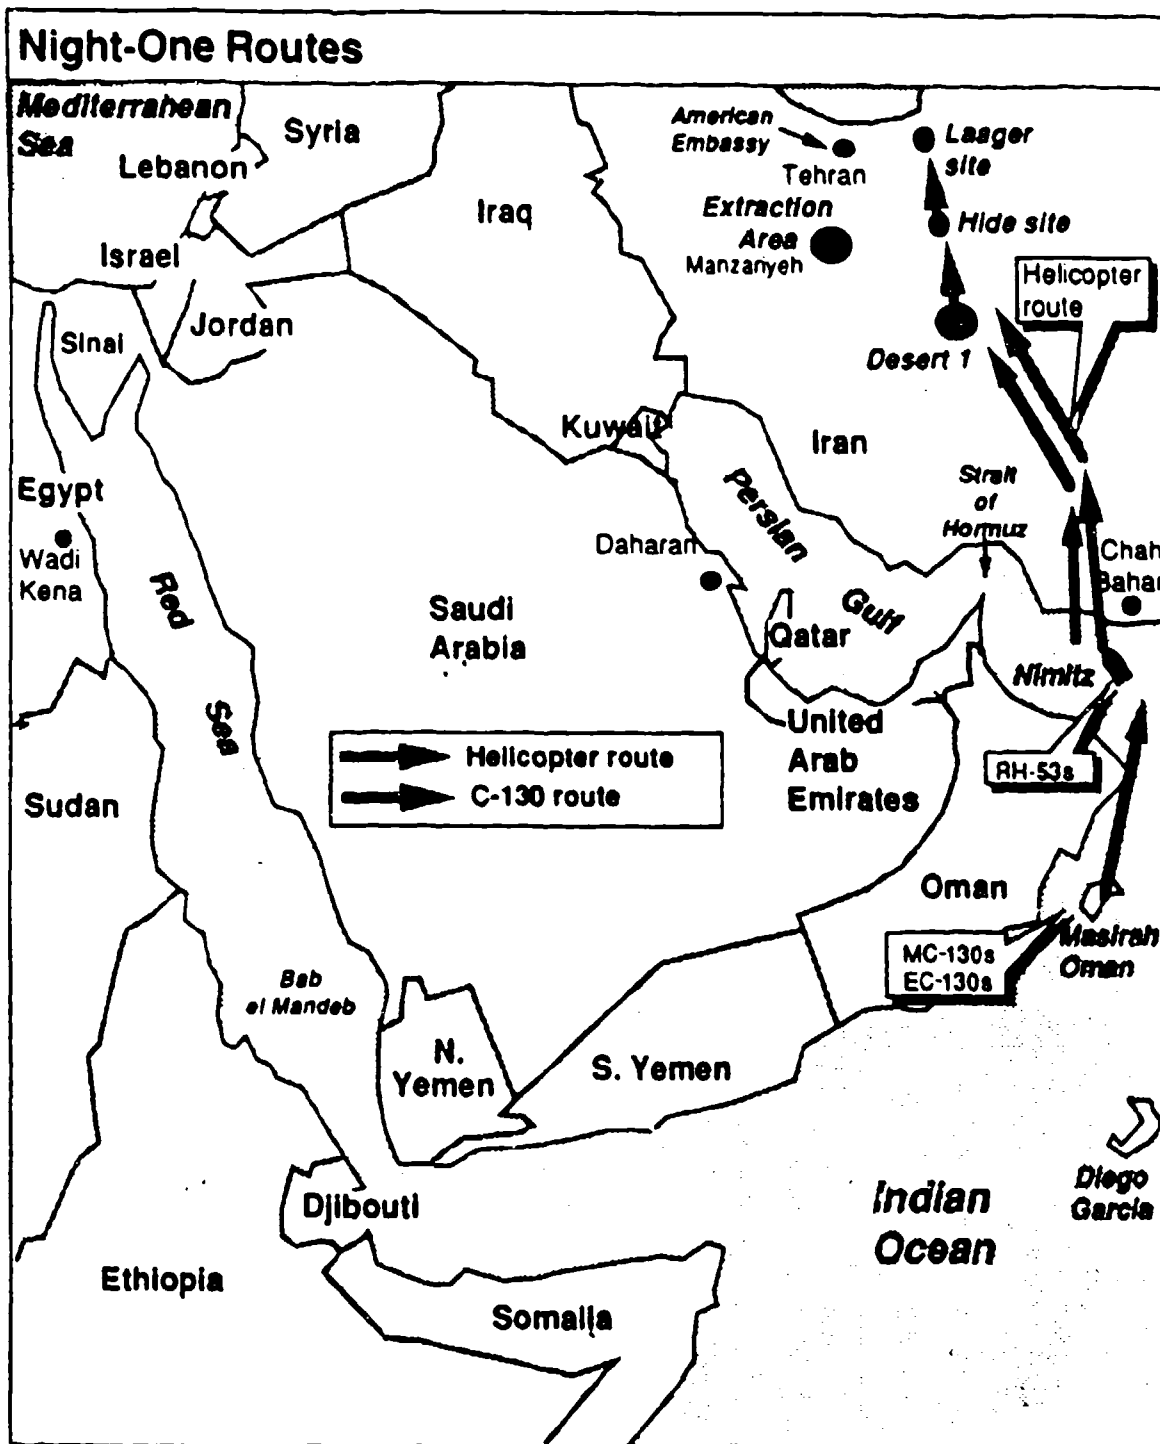 Night-One Routes
Mediterrahean
Sea
Syria
Lebanon
Israel
Jordan
Sinai
Iraq
American
Embassy
Tehran
Laager
site
Extraction
Area
Manzariyeh
Hide site
Helicopter
route
Desert 1
Kuwait
Iran
Persian
Gulf
Strait
of
Hormuz
Chah
Bahar
Egypt
Wadi
Kena
Red
Sea
Daharan
Saudi
Arabia
Qatar
Nimitz
United
Arab
Emirates
RH-53s
Helicopter route
C-130 route
Sudan
Oman
MC-130s
EC-130s
Masirah
Oman
Bab
el Mandeb
N.
Yemen
S. Yemen
Djibouti
Indian
Ocean
Diego
Garcia
Ethiopia
Somalia